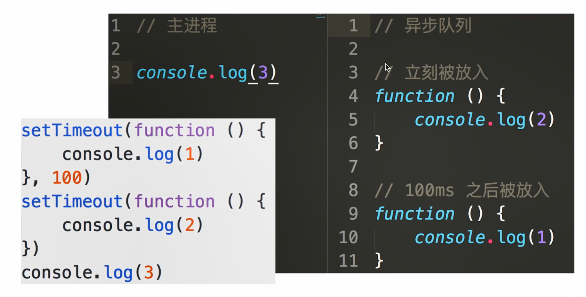 1 // 主进程
2
3 console.log(3)
1 // 异步队列
2
3 // 立刻被放入
4 function () {
5     console.log(2)
6 }
7
8 // 100ms 之后被放入
9 function () {
10     console.log(1)
11 }
setTimeout(function () {
    console.log(1)
}, 100)
setTimeout(function () {
    console.log(2)
})
console.log(3)